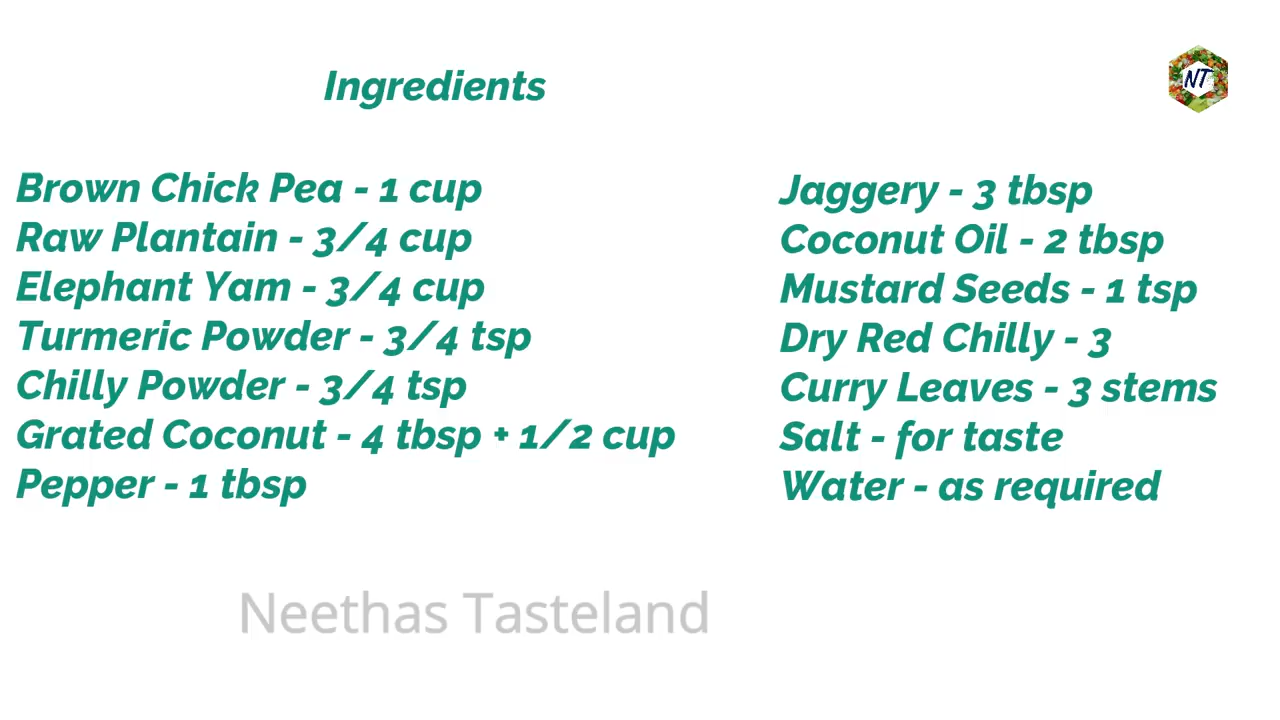 Ingredients
NT
Brown Chick Pea - 1 cup
Raw Plantain - 3/4 cup
Elephant Yam - 3/4 cup
Turmeric Powder - 3/4 tsp
Chilly Powder - 3/4 tsp
Grated Coconut - 4 tbsp + 1/2 cup
Pepper - 1 tbsp
Jaggery - 3 tbsp
Coconut Oil - 2 tbsp
Mustard Seeds - 1 tsp
Dry Red Chilly - 3
Curry Leaves - 3 stems
Salt - for taste
Water - as required
Neethas Tasteland